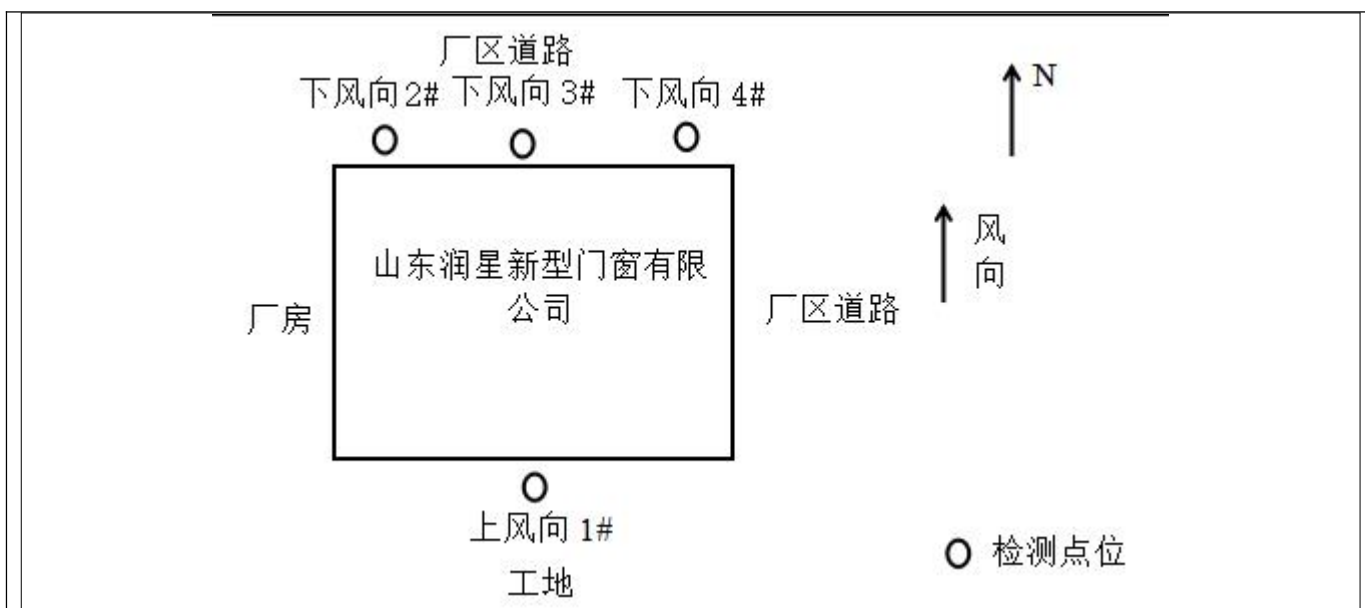 厂区道路
下风向2# 下风向3# 下风向4#
N
风
向
山东润星新型门窗有限
公司
厂房
厂区道路
上风向1#
工地
检测点位